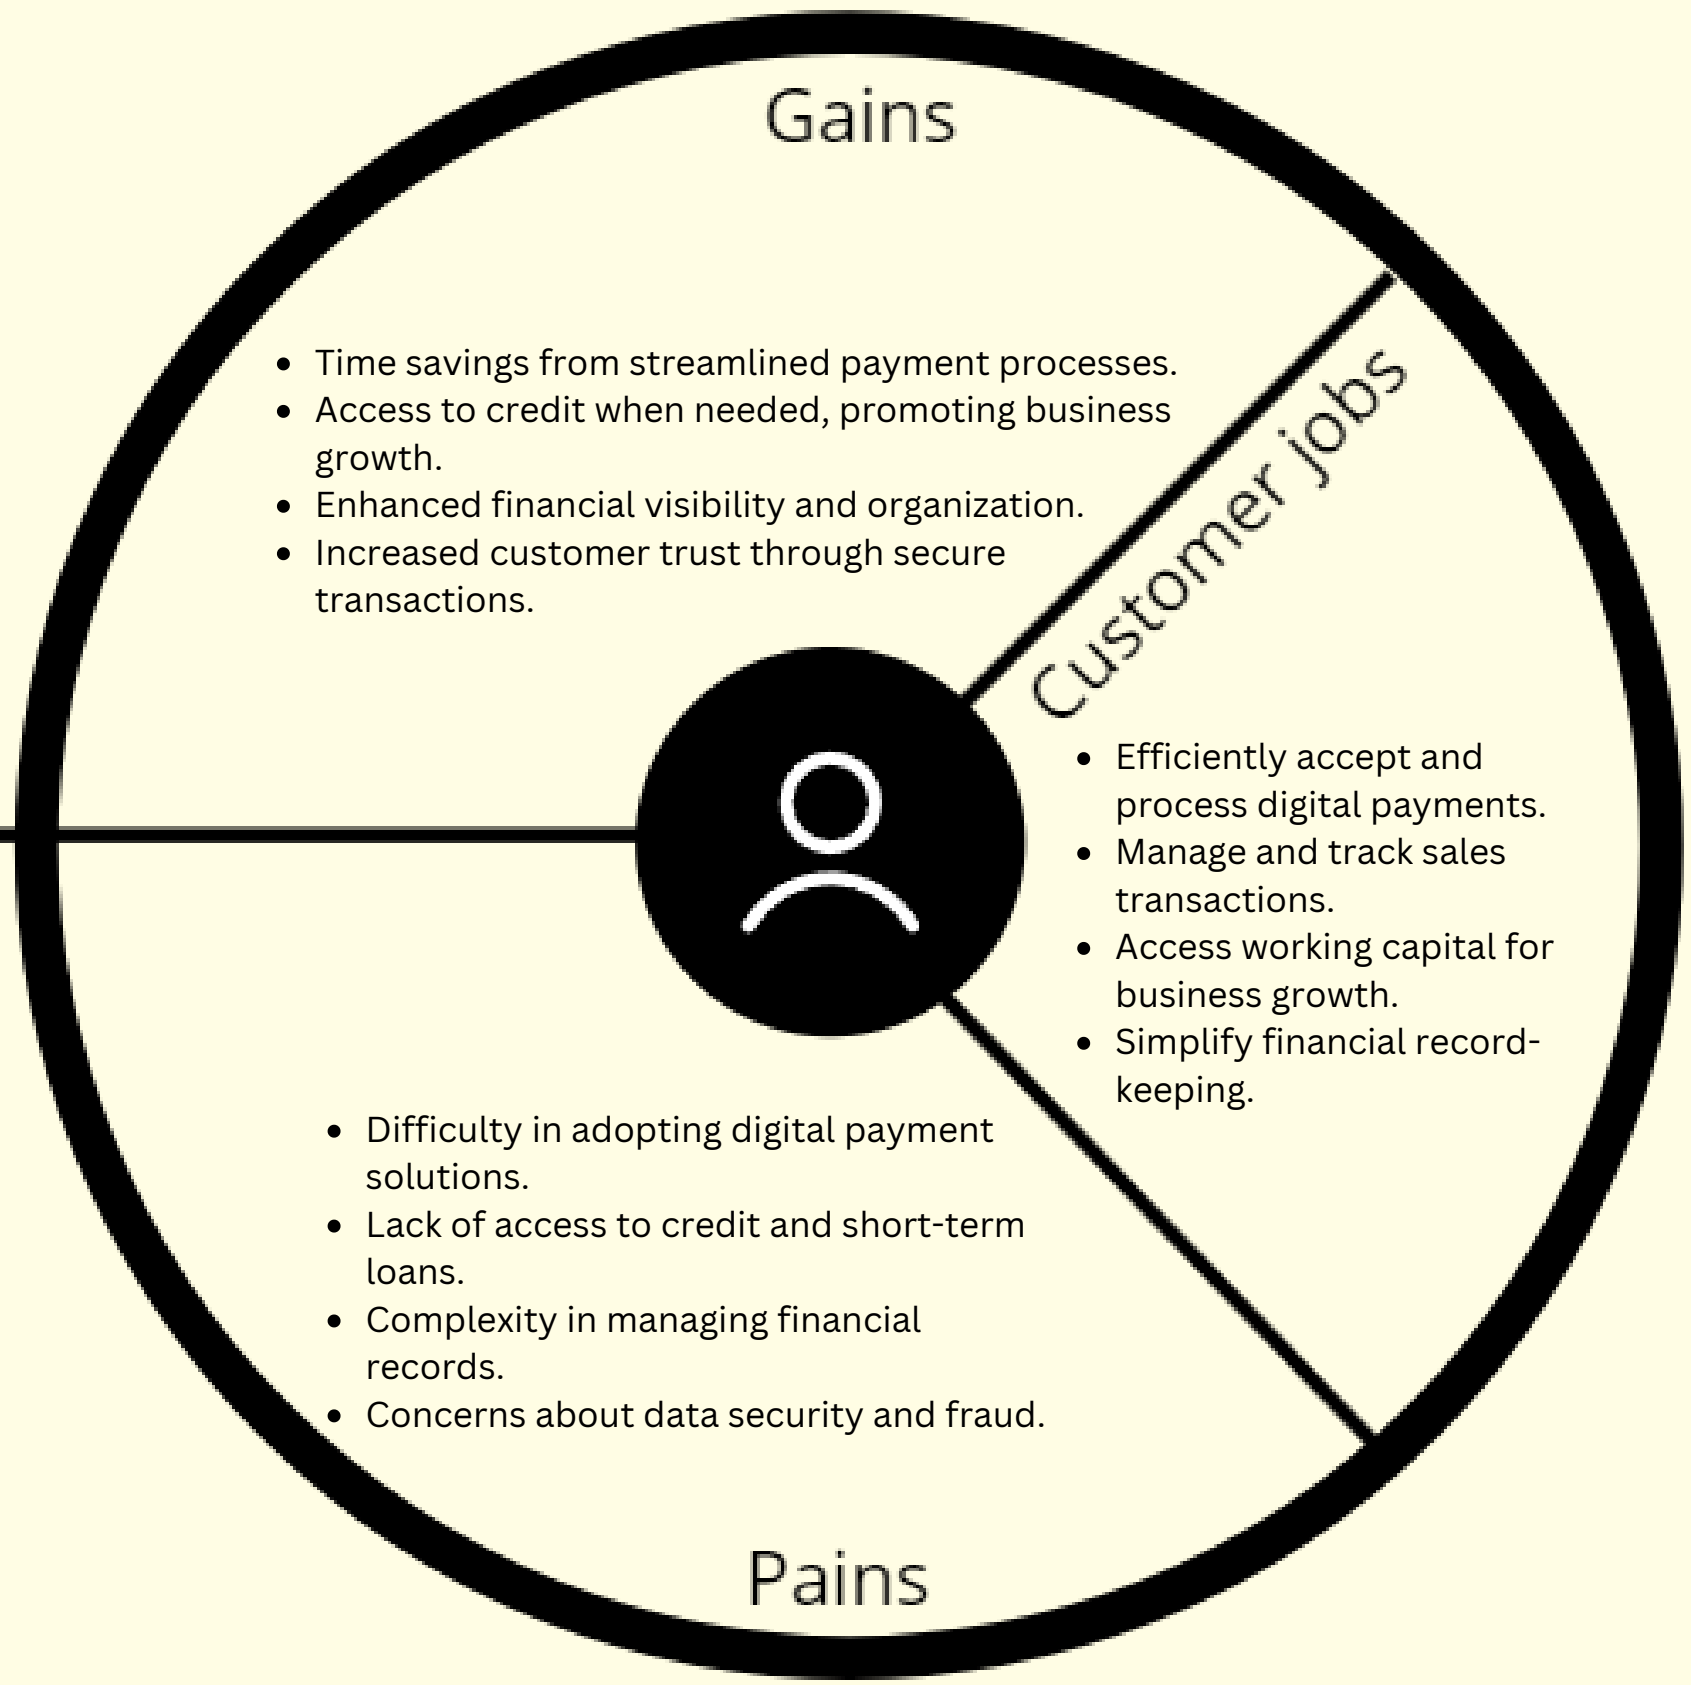 Gains
• Time savings from streamlined payment processes.
• Access to credit when needed, promoting business
growth.
• Enhanced financial visibility and organization.
• Increased customer trust through secure
transactions.
Customer jobs
• Efficiently accept and
process digital payments.
• Manage and track sales
transactions.
• Access working capital for
business growth.
• Simplify financial record-
keeping.
• Difficulty in adopting digital payment
solutions.
• Lack of access to credit and short-term
loans.
• Complexity in managing financial
records.
• Concerns about data security and fraud.
Pains